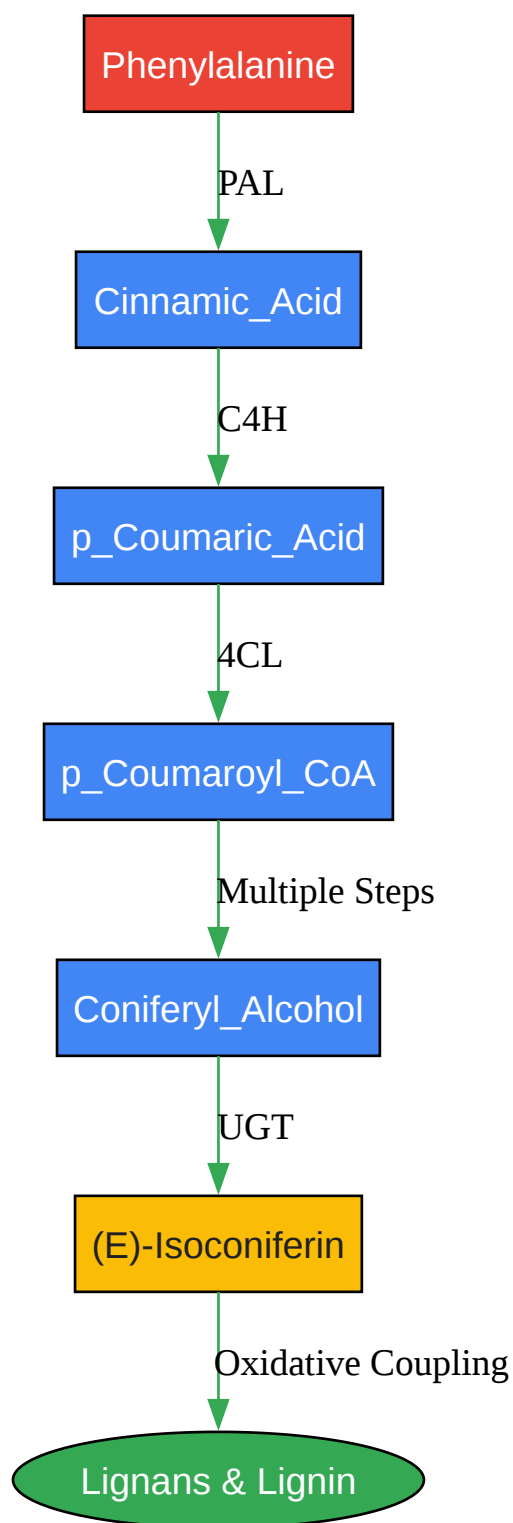 Phenylalanine
PAL
Cinnamic_Acid
C4H
p_Coumaric_Acid
4CL
p_Coumaroyl_CoA
Multiple Steps
Coniferyl_Alcohol
UGT
(E)-Isoconiferin
Oxidative Coupling
Lignans & Lignin